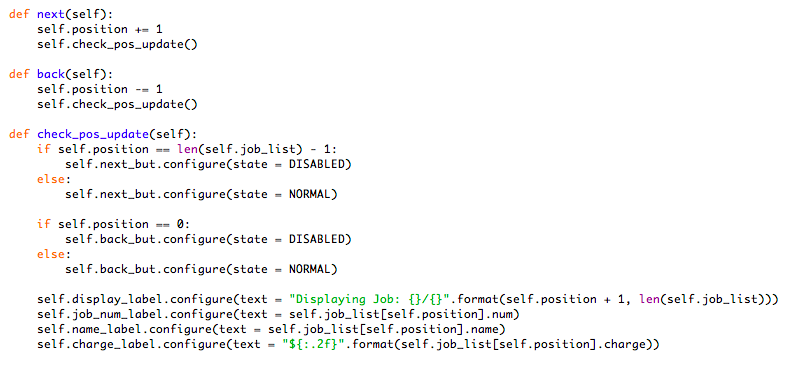 def next(self):
    self.position += 1
    self.check_pos_update()

def back(self):
    self.position -= 1
    self.check_pos_update()

def check_pos_update(self):
    if self.position == len(self.job_list) - 1:
        self.next_but.configure(state = DISABLED)
    else:
        self.next_but.configure(state = NORMAL)

    if self.position == 0:
        self.back_but.configure(state = DISABLED)
    else:
        self.back_but.configure(state = NORMAL)

    self.display_label.configure(text = "Displaying Job: {}/{}".format(self.position + 1, len(self.job_list)))
    self.job_num_label.configure(text = self.job_list[self.position].num)
    self.name_label.configure(text = self.job_list[self.position].name)
    self.charge_label.configure(text = "${:.2f}".format(self.job_list[self.position].charge))